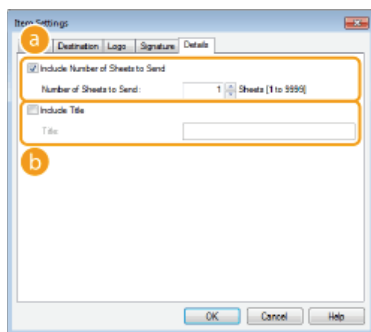 Item Settings
a
Destination Logo Signature Details
Include Number of Sheets to Send
Number of Sheets to Send: 1 Sheets [1 to 9999]
Include Title
Title:
b
OK Cancel Help